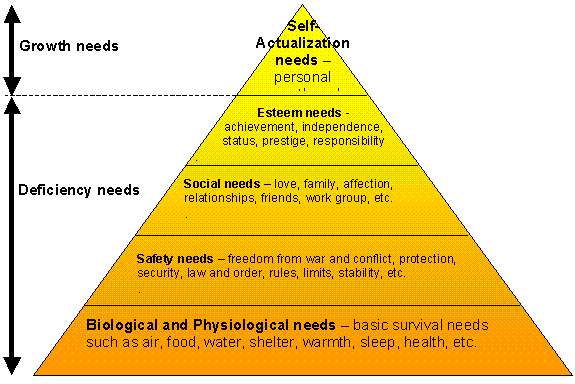 Self-
Actualization
needs –
personal
Growth needs
Esteem needs -
achievement, independence,
status, prestige, responsibility
.
Deficiency needs
Social needs – love, family, affection,
relationships, friends, work group, etc.
.
Safety needs – freedom from war and conflict, protection,
security, law and order, rules, limits, stability, etc.
.
Biological and Physiological needs – basic survival needs
such as air, food, water, shelter, warmth, sleep, health, etc.